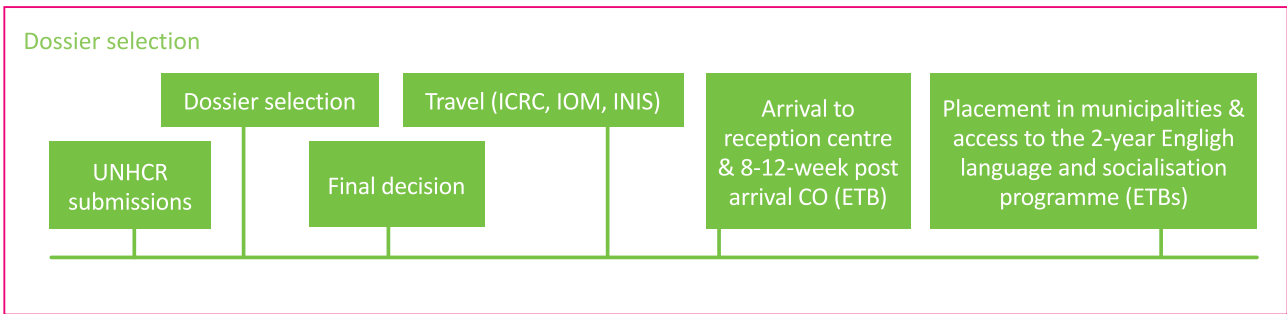 Dossier selection
UNHCR
submissions
Dossier selection
Final decision
Travel (ICRC, IOM, INIS)
Arrival to
reception centre
& 8-12-week post
arrival CO (ETB)
Placement in municipalities &
access to the 2-year Engligh
language and socialisation
programme (ETBs)